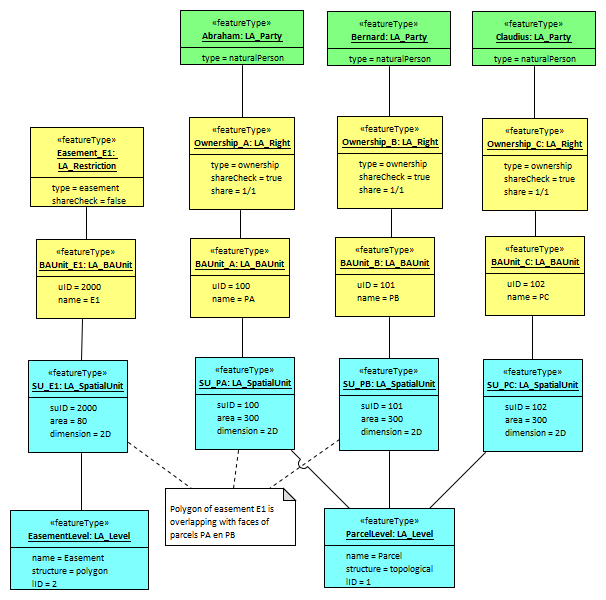 «featureType»
Abraham: LA_Party
type = naturalPerson
«featureType»
Bernard: LA_Party
type = naturalPerson
«featureType»
Claudius: LA_Party
type = naturalPerson
«featureType»
Easement_E1:
LA_Restriction
type = easement
shareCheck = false
«featureType»
Ownership_A: LA_Right
type = ownership
shareCheck = true
share = 1/1
«featureType»
Ownership_B: LA_Right
type = ownership
shareCheck = true
share = 1/1
«featureType»
Ownership_C: LA_Right
type = ownership
shareCheck = true
share = 1/1
«featureType»
BAUnit_E1: LA_BAUnit
uID = 2000
name = E1
«featureType»
BAUnit_A: LA_BAUnit
uID = 100
name = PA
«featureType»
BAUnit_B: LA_BAUnit
uID = 101
name = PB
«featureType»
BAUnit_C: LA_BAUnit
uID = 102
name = PC
«featureType»
SU_E1: LA_SpatialUnit
suID = 2000
area = 80
dimension = 2D
«featureType»
SU_PA: LA_SpatialUnit
suID = 100
area = 300
dimension = 2D
«featureType»
SU_PB: LA_SpatialUnit
suID = 101
area = 300
dimension = 2D
«featureType»
SU_PC: LA_SpatialUnit
suID = 102
area = 300
dimension = 2D
Polygon of easement E1 is
overlapping with faces of
parcels PA en PB
«featureType»
EasementLevel: LA_Level
name = Easement
structure = polygon
lID = 2
«featureType»
ParcelLevel: LA_Level
name = Parcel
structure = topological
lID = 1